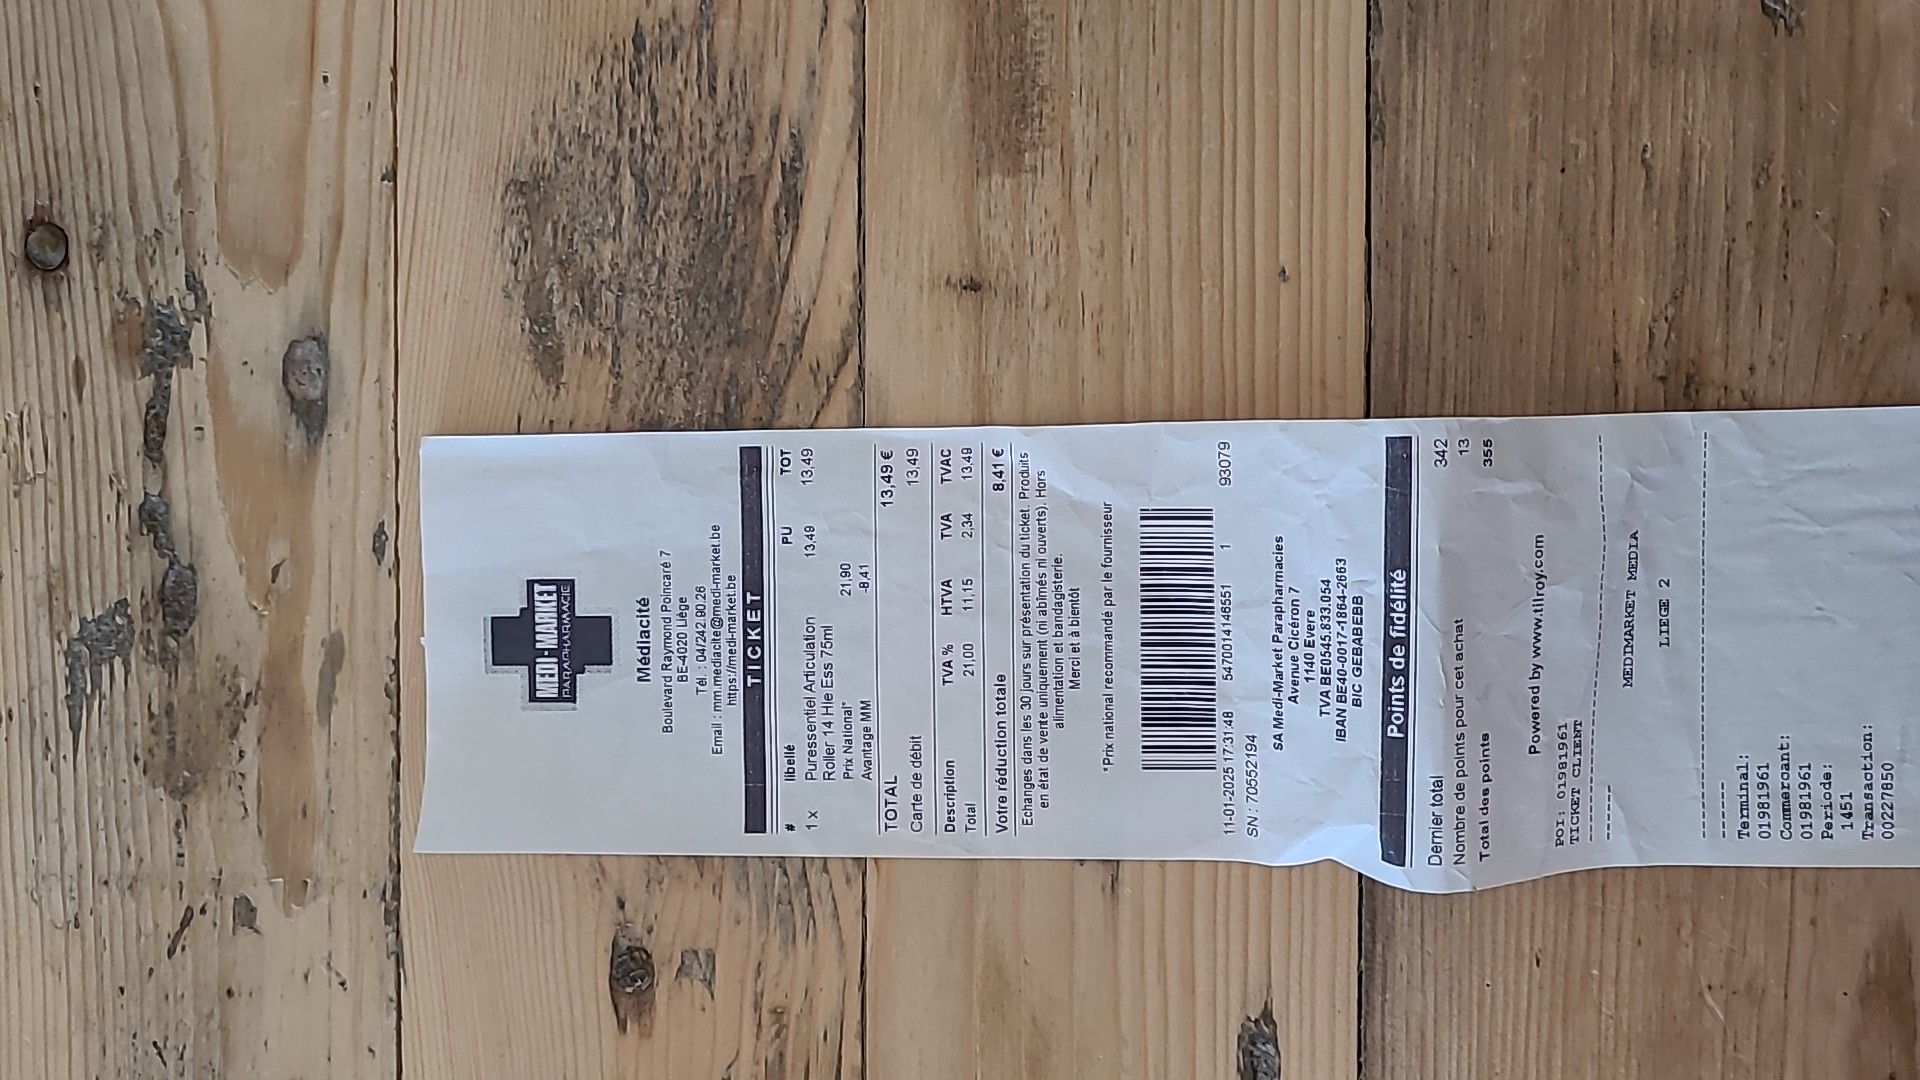 MEDI-MARKET
PARAPHARMACIE
Médiacité
Boulevard Raymond Poincaré 7
BE-4020 Liège
Tél. : 04/242.90.26
Email : mm.mediacite@medi-market.be
https://medi-market.be
TICKET
# libellé PU TOT
1 x Puressentiel Articulation 13,49 13,49
Roller 14 Hle Ess 75ml
Prix National* 21,90
Avantage MM -8,41
TOTAL 13,49 €
Carte de débit 13,49
Description TVA % HTVA TVA TVAC
Total 21,00 11,15 2,34 13,49
Votre réduction totale 8,41 €
Echanges dans les 30 jours sur présentation du ticket. Produits
en état de vente uniquement (ni abîmés ni ouverts). Hors
alimentation et bandagisterie.
Merci et à bientôt
*Prix national recommandé par le fournisseur
11-01-2025 17:31:48 5470014146551 1 93079
SN : 70552194
SA Medi-Market Parapharmacies
Avenue Cicéron 7
1140 Evere
TVA BE0545.833.054
IBAN BE40-0017-1864-2663
BIC GEBABEBB
Points de fidélité
Dernier total 342
Nombre de points pour cet achat 13
Total des points 355
Powered by www.tilroy.com
POI: 01981961
TICKET CLIENT
MEDIMARKET MEDIA
LIEGE 2
Terminal:
01981961
Commercant:
01981961
Periode:
1451
Transaction:
00227850